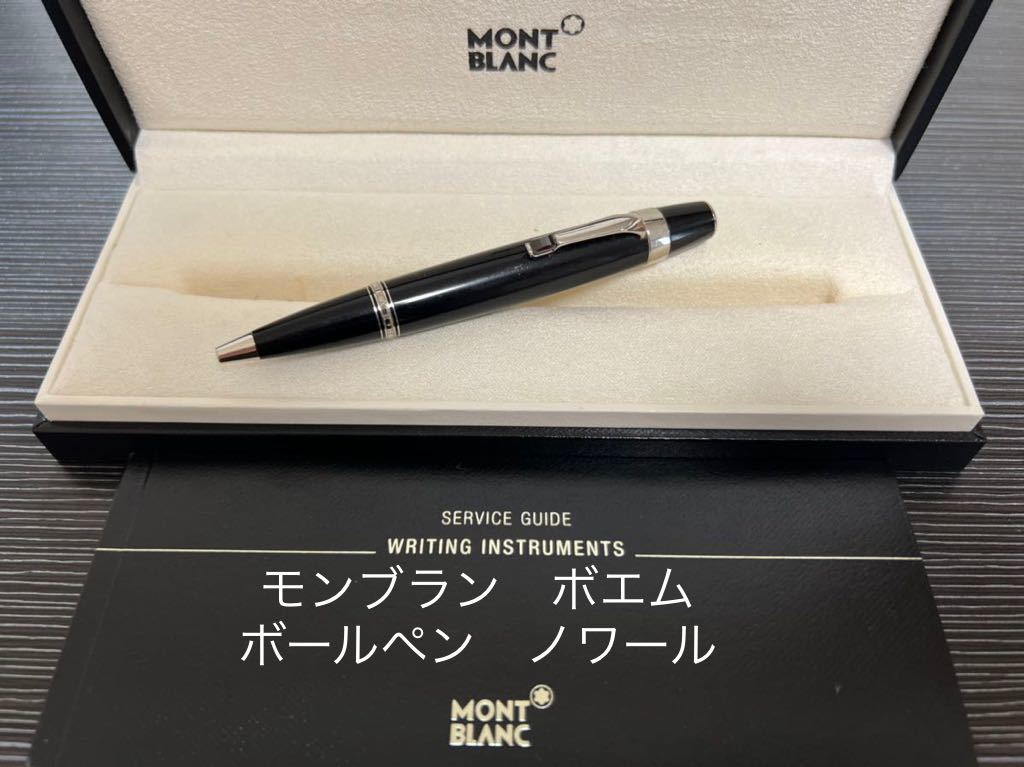 MONT
BLANC
SERVICE GUIDE
WRITING INSTRUMENTS
モンブラン　ボエム
ボールペン　ノワール
MONT
BLANC